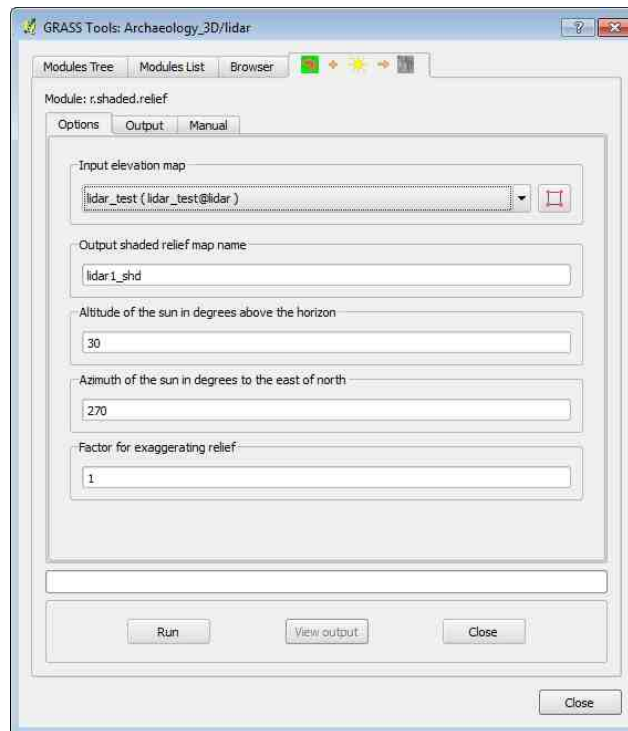 GRASS Tools: Archaeology_3D/lidar
Modules Tree Modules List Browser
Module: r.shaded.relief
Options Output Manual
Input elevation map
lidar_test ( lidar_test@lidar )
Output shaded relief map name
lidar1_shd
Altitude of the sun in degrees above the horizon
30
Azimuth of the sun in degrees to the east of north
270
Factor for exaggerating relief
1
Run View output Close
Close